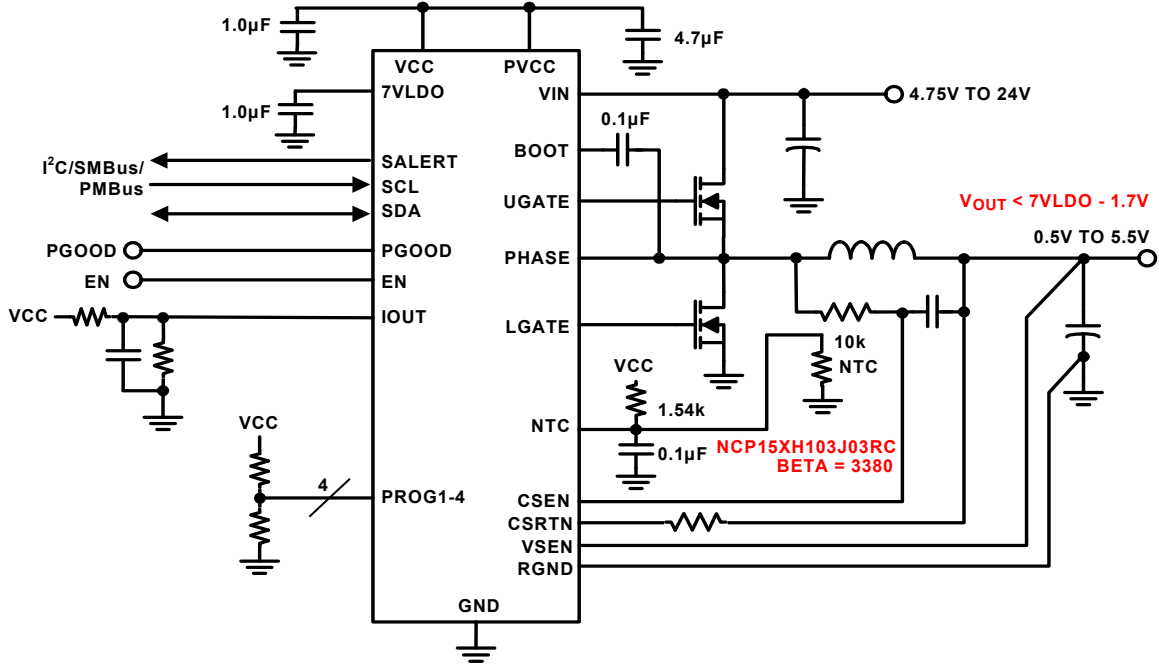 1.0µF
4.7µF
VCC
PVCC
7VLDO
VIN
4.75V TO 24V
1.0µF
0.1µF
BOOT
I²C/SMBus/
PMBus
SALERT
SCL
SDA
UGATE
V_OUT < 7VLDO - 1.7V
0.5V TO 5.5V
PGOOD
PGOOD
PHASE
EN
EN
VCC
IOUT
LGATE
10k
NTC
VCC
1.54k
NTC
0.1µF
NCP15XH103J03RC
BETA = 3380
VCC
4
PROG1-4
CSEN
CSRTN
VSEN
RGND
GND